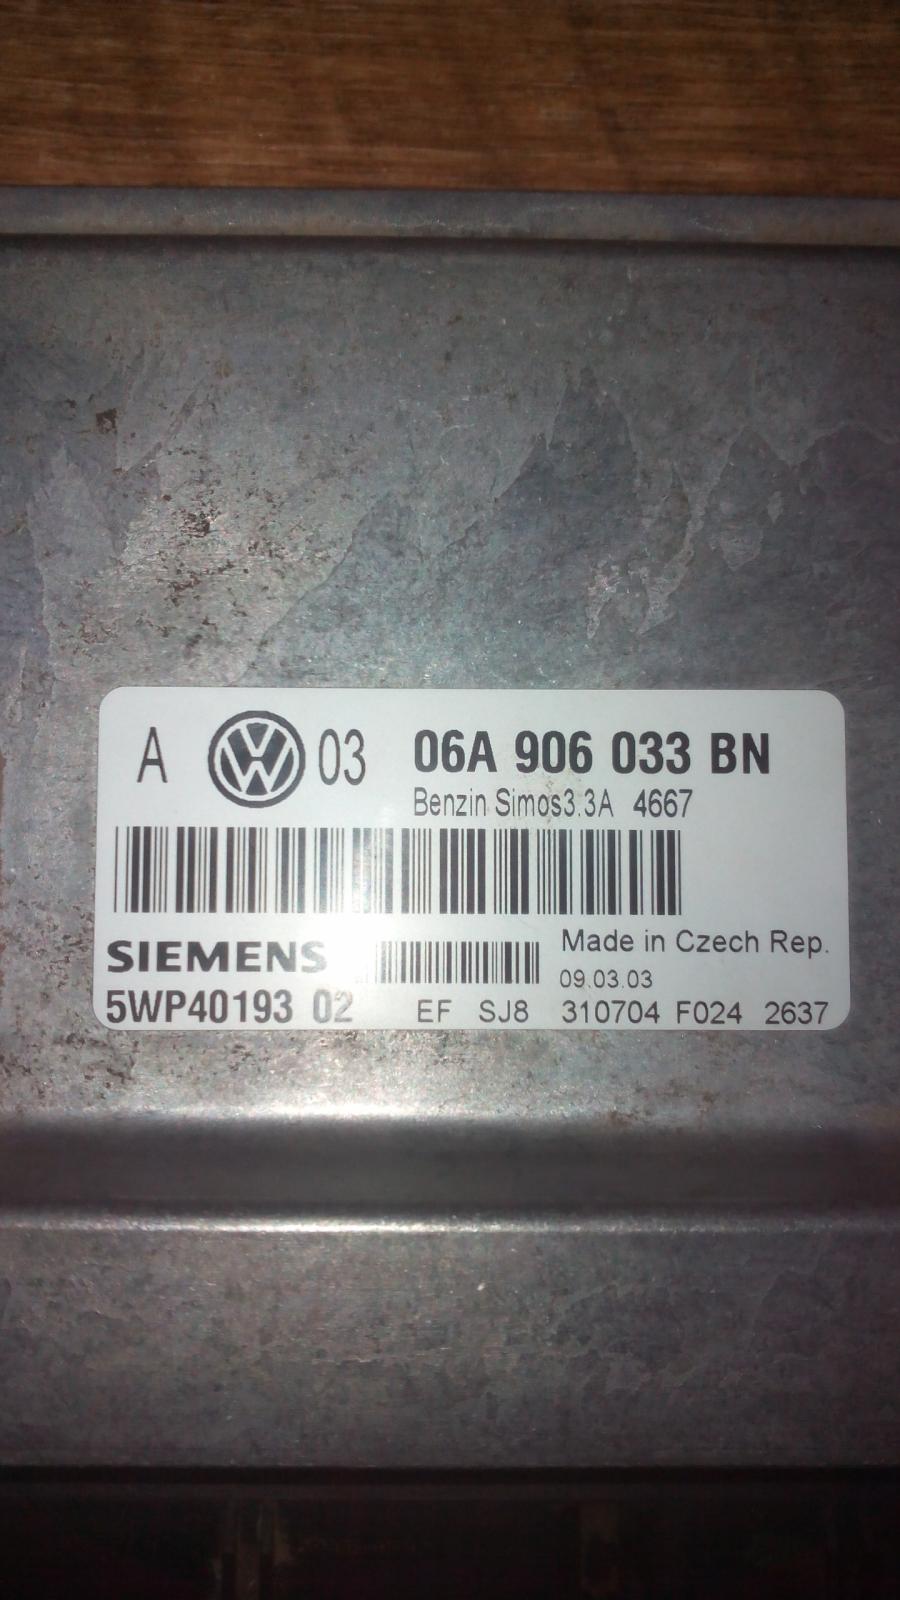 A 03 06A 906 033 BN
Benzin Simos3.3A 4667
SIEMENS Made in Czech Rep.
09.03.03
5WP40193 02 EF SJ8 310704 F024 2637